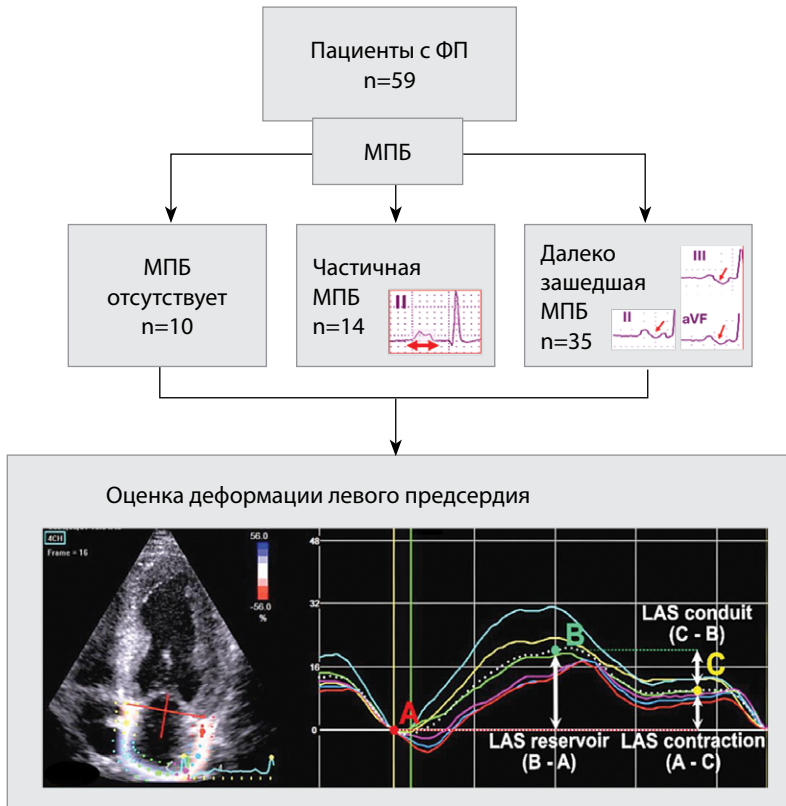 Пациенты с ФП
n=59
МПБ
МПБ
отсутствует
n=10
Частичная
МПБ
n=14
II
Далеко
зашедшая
МПБ
n=35
III
II
aVF
Оценка деформации левого предсердия
4CH
Frame = 16
56.0
-56.0
%
48
32
16
0
A
B
C
LAS conduit
(C - B)
LAS reservoir
(B - A)
LAS contraction
(A - C)